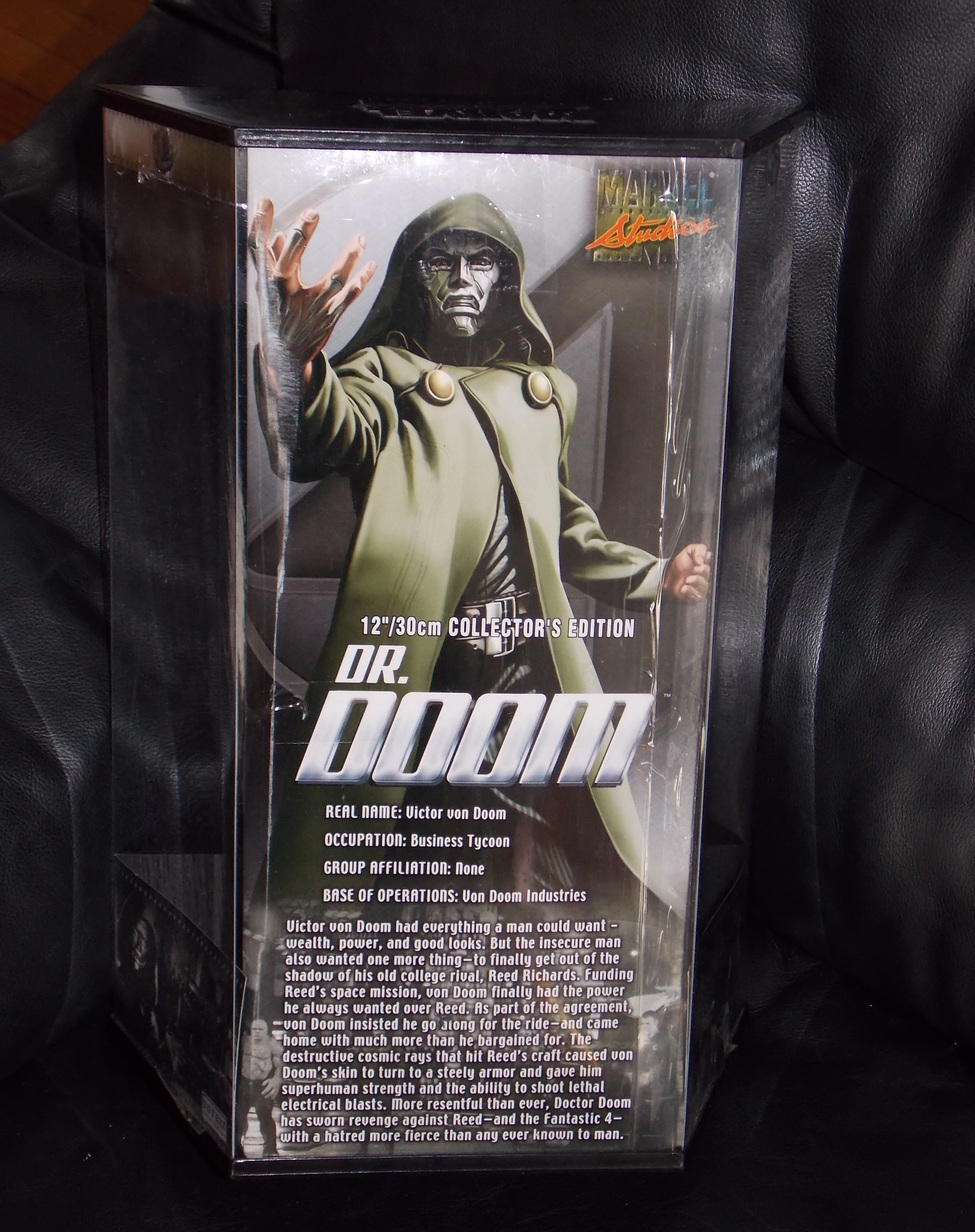 MARVEL
Studios
12"/30cm COLLECTOR'S EDITION
DR.
DOOM™
REAL NAME: Victor von Doom
OCCUPATION: Business Tycoon
GROUP AFFILIATION: None
BASE OF OPERATIONS: Von Doom Industries
Victor von Doom had everything a man could want –
wealth, power, and good looks. But the insecure man
also wanted one more thing—to finally get out of the
shadow of his old college rival, Reed Richards. Funding
Reed's space mission, von Doom finally had the power
he always wanted over Reed. As part of the agreement,
von Doom insisted he go along for the ride—and came
home with much more than he bargained for. The
destructive cosmic rays that hit Reed's craft caused von
Doom's skin to turn to a steely armor and gave him
superhuman strength and the ability to shoot lethal
electrical blasts. More resentful than ever, Doctor Doom
has sworn revenge against Reed—and the Fantastic 4—
with a hatred more fierce than any ever known to man.